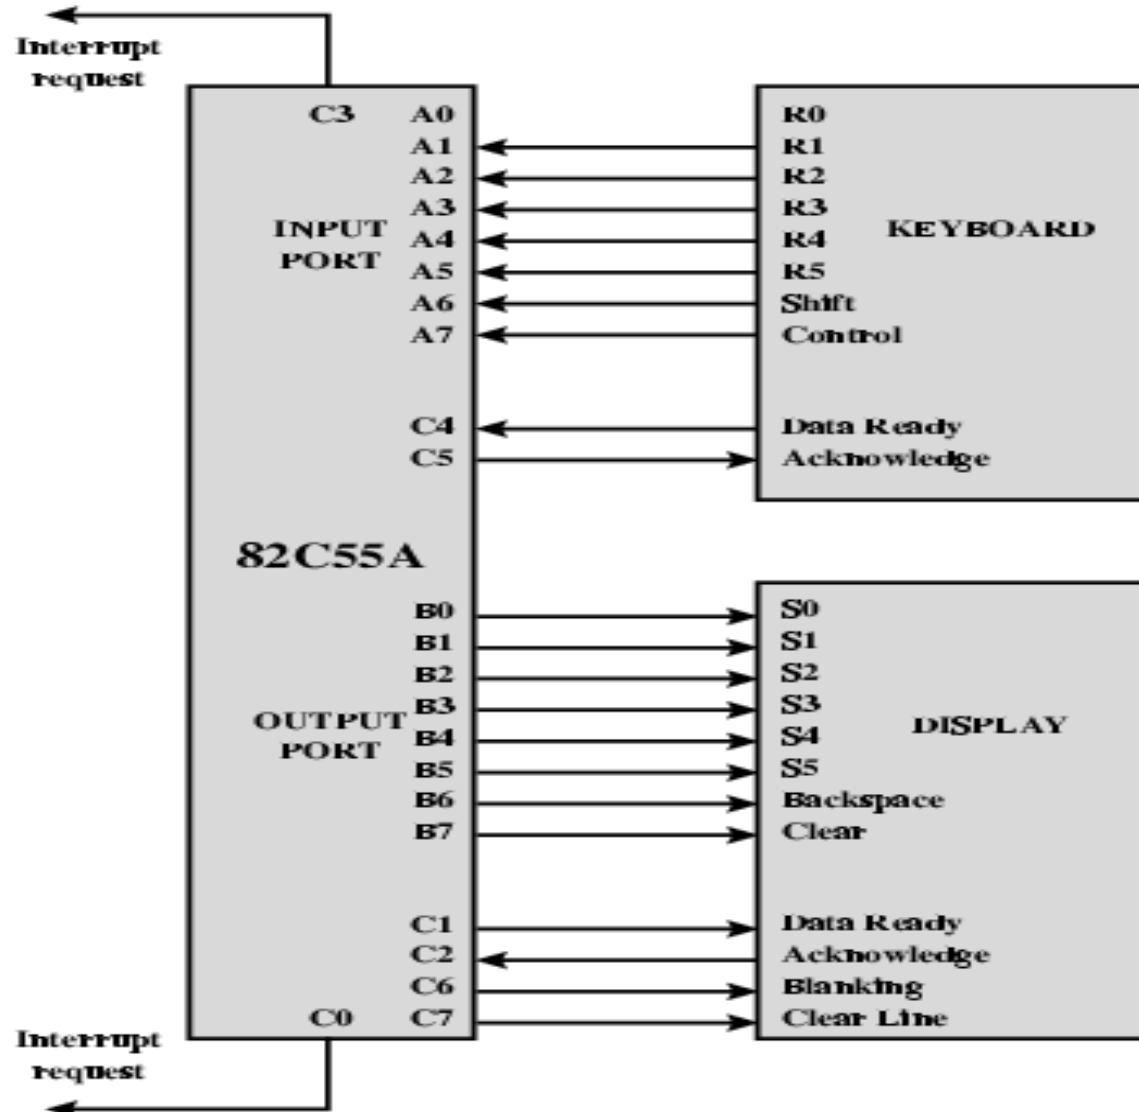 Interrupt
request
C3 A0 R0
A1 R1
A2 R2
A3 R3
INPUT
PORT
KEYBOARD
A4 R4
A5 R5
A6 Shift
A7 Control
C4 Data Ready
C5 Acknowledge
82C55A
B0 S0
B1 S1
B2 S2
B3 S3
OUTPUT
PORT
DISPLAY
B4 S4
B5 S5
B6 Backspace
B7 Clear
C1 Data Ready
C2 Acknowledge
C6 Blanking
C0 C7 Clear Line
Interrupt
request